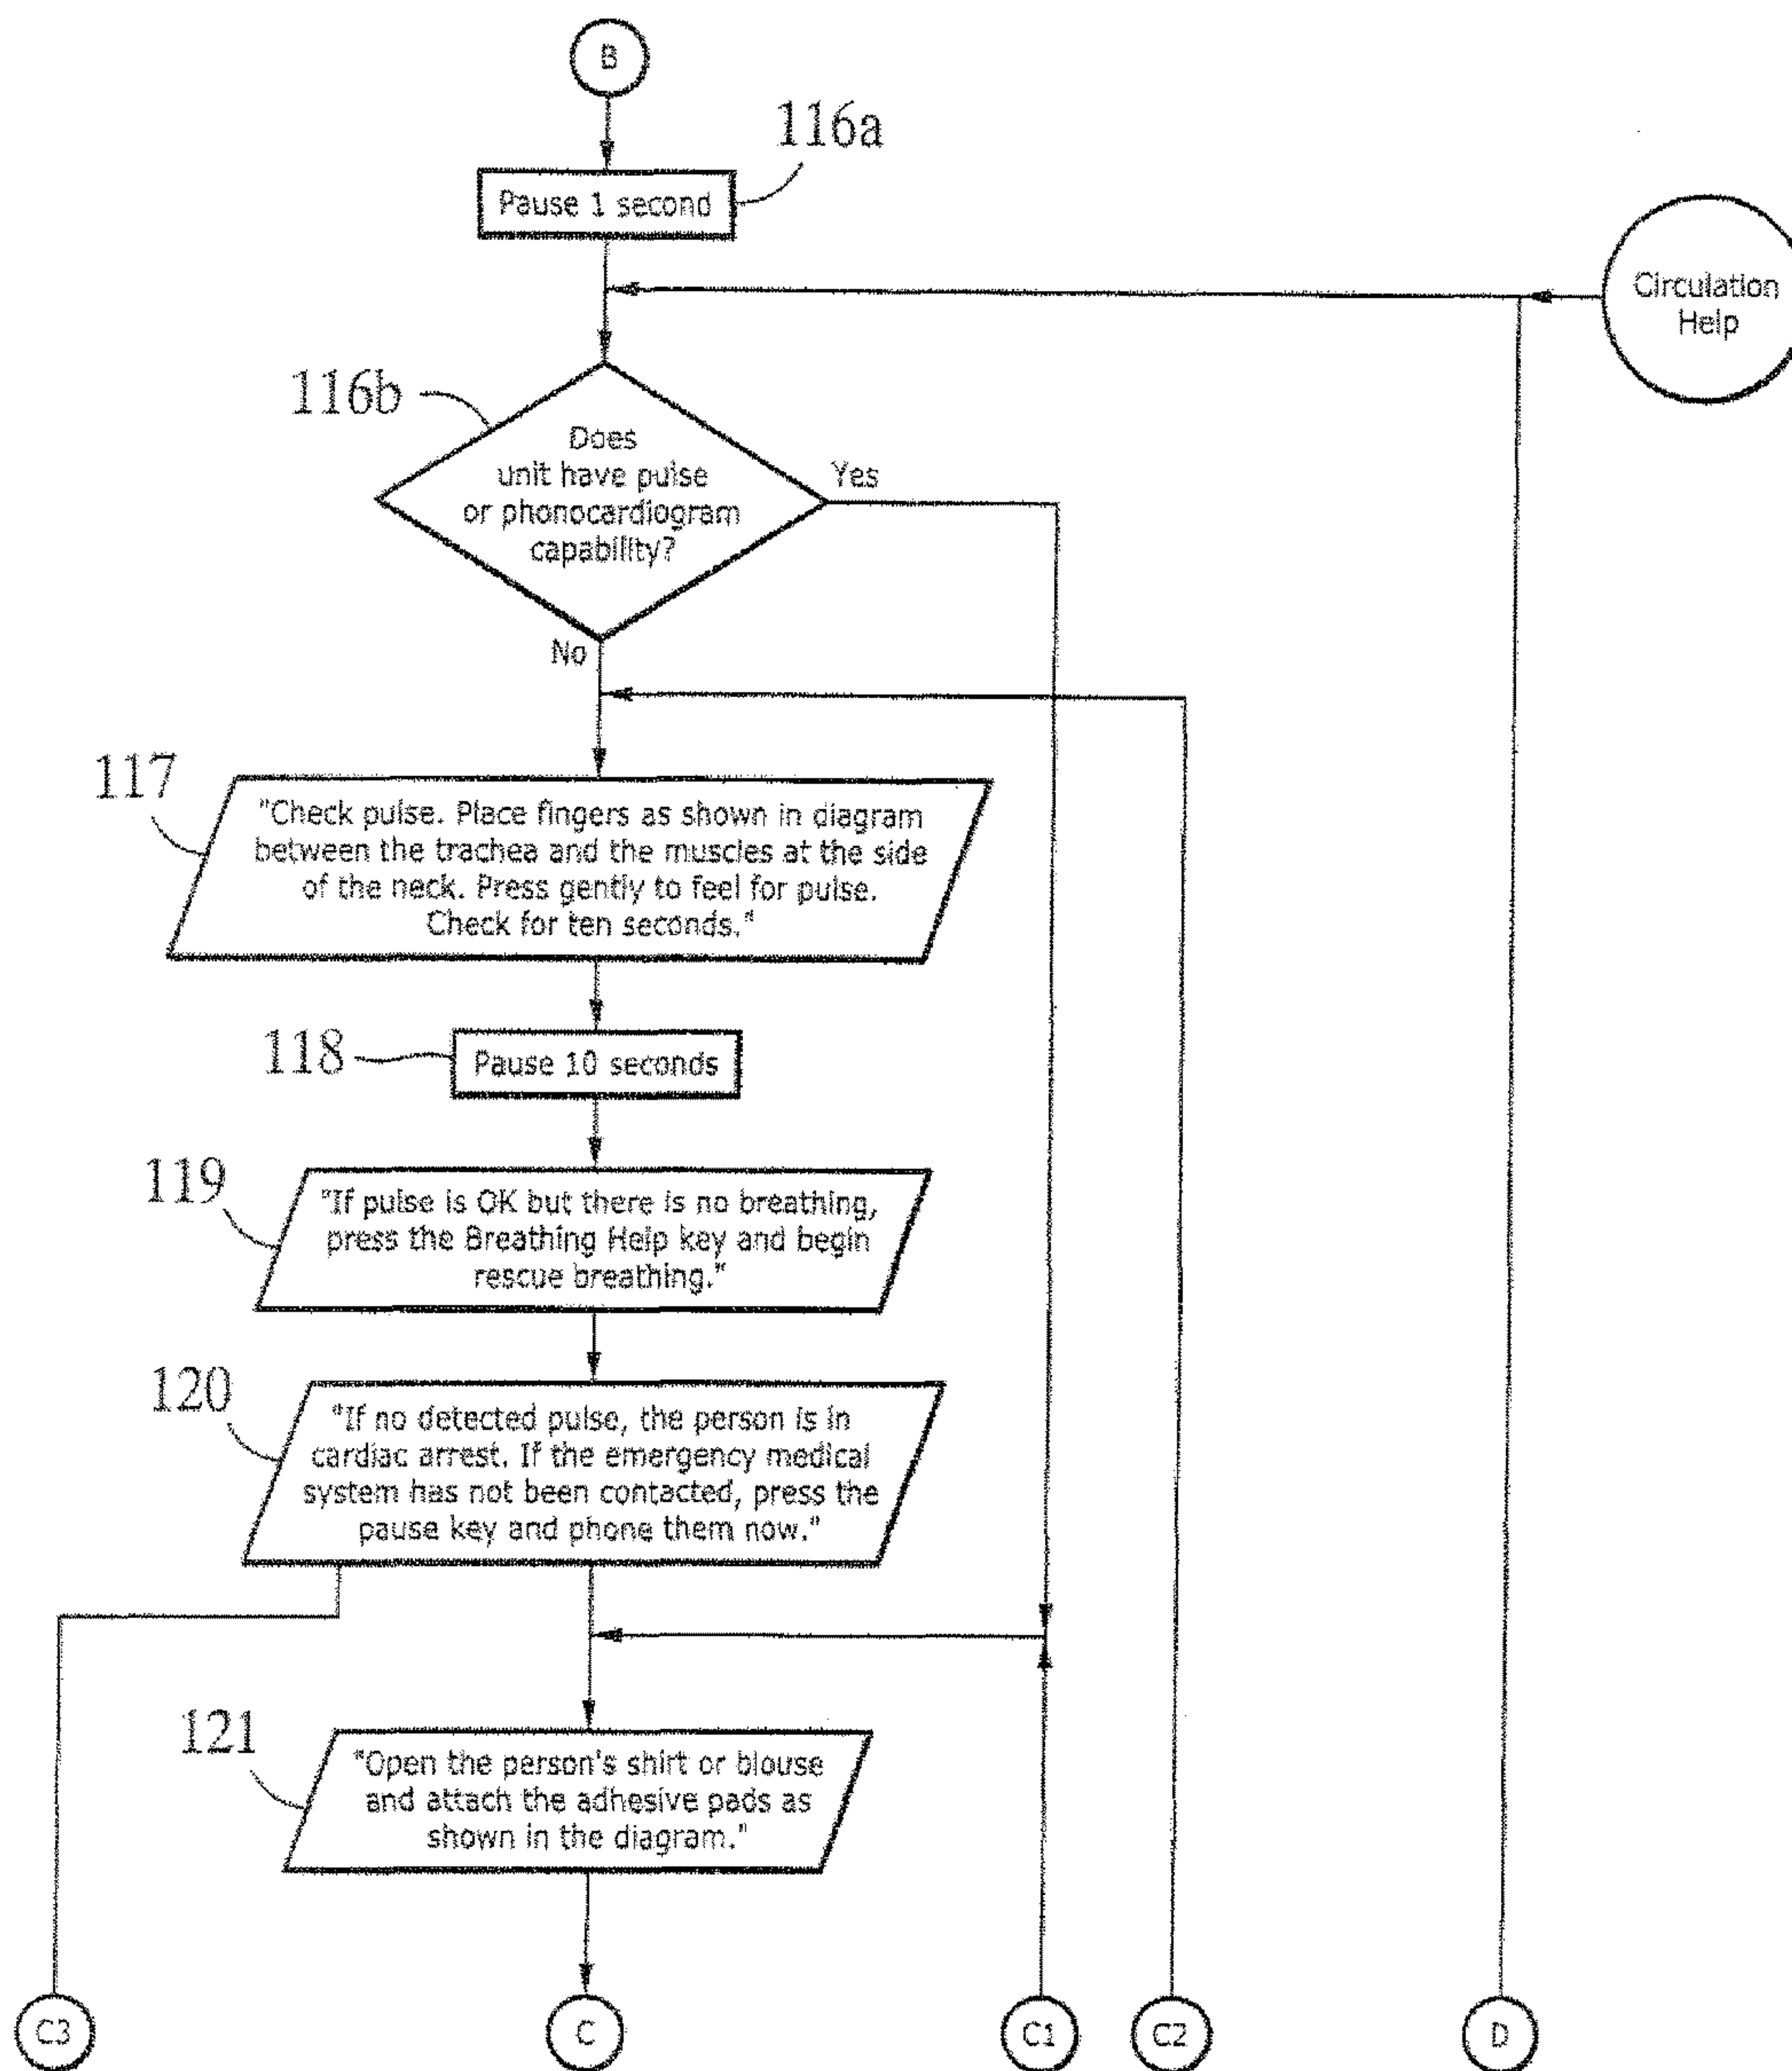 B
116a
Pause 1 second
Circulation
Help
116b
Does
unit have pulse
or phonocardiogram
capability?
Yes
No
117
"Check pulse. Place fingers as shown in diagram
between the trachea and the muscles at the side
of the neck. Press gently to feel for pulse.
Check for ten seconds."
118
Pause 10 seconds
119
"If pulse is OK but there is no breathing,
press the Breathing Help key and begin
rescue breathing."
120
"If no detected pulse, the person is in
cardiac arrest. If the emergency medical
system has not been contacted, press the
pause key and phone them now."
121
"Open the person's shirt or blouse
and attach the adhesive pads as
shown in the diagram."
C3
C
C1
C2
D